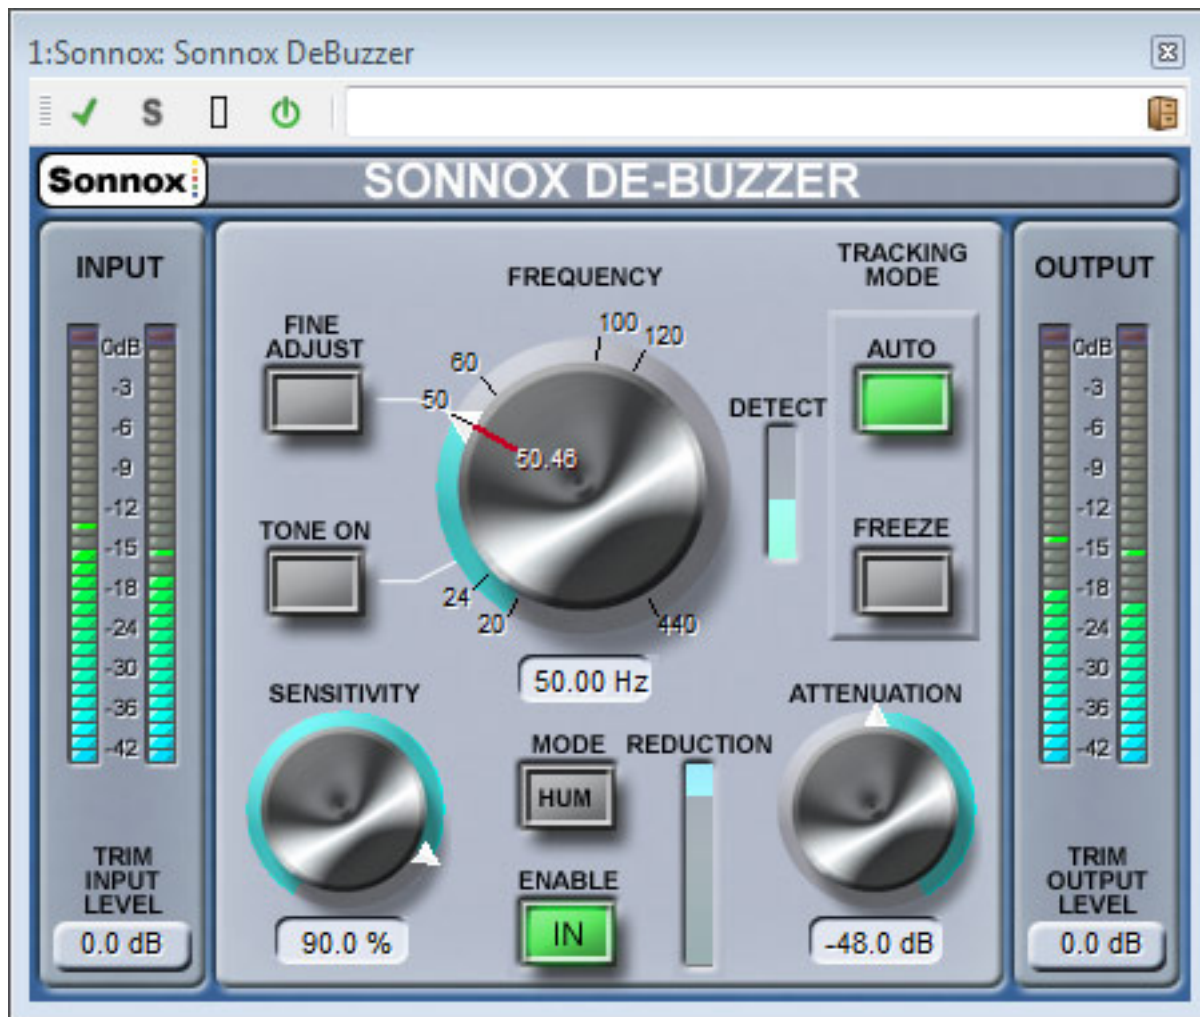 1:Sonnox: Sonnox DeBuzzer
S
Sonnox
SONNOX DE-BUZZER
INPUT
0dB
-3
-6
-9
-12
-15
-18
-24
-30
-36
-42
TRIM
INPUT
LEVEL
0.0 dB
FINE
ADJUST
TONE ON
FREQUENCY
20
24
50
60
100
120
440
50.46
50.00 Hz
DETECT
TRACKING
MODE
AUTO
FREEZE
SENSITIVITY
90.0 %
MODE
HUM
ENABLE
IN
REDUCTION
ATTENUATION
-48.0 dB
OUTPUT
0dB
-3
-6
-9
-12
-15
-18
-24
-30
-36
-42
TRIM
OUTPUT
LEVEL
0.0 dB